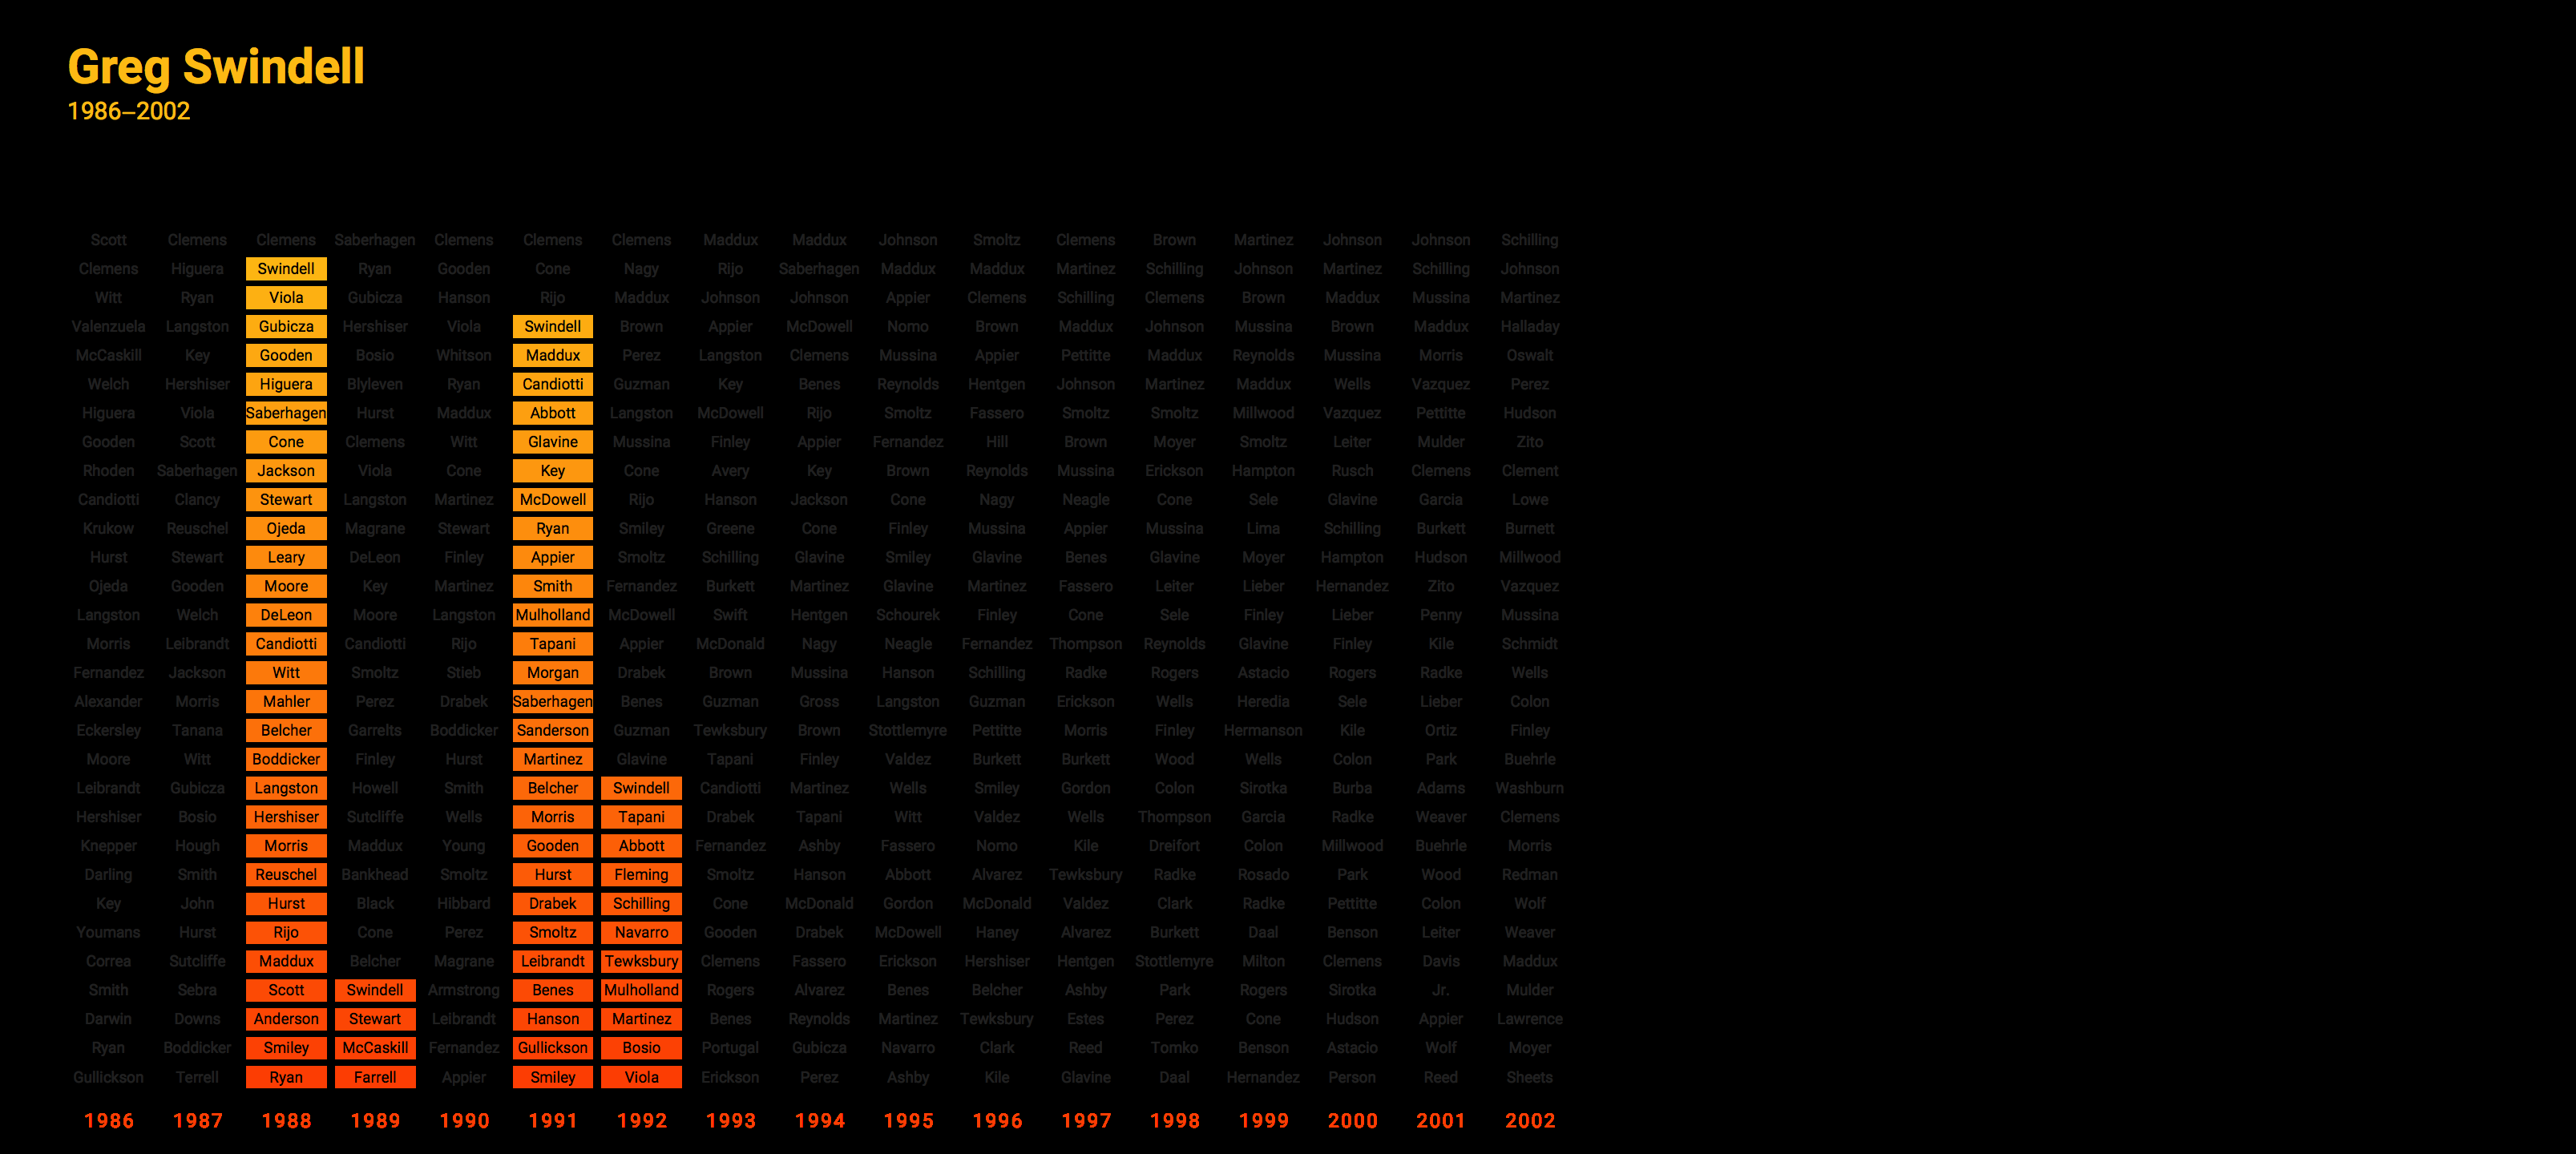 Greg Swindell
1986–2002
Scott Clemens Clemens Saberhagen Clemens Clemens Clemens Maddux Maddux Johnson Smoltz Clemens Brown Martinez Johnson Johnson Schilling
Clemens Higuera Swindell Ryan Gooden Cone Nagy Rijo Saberhagen Maddux Maddux Martinez Schilling Johnson Martinez Schilling Johnson
Witt Ryan Viola Gubicza Hanson Rijo Maddux Johnson Johnson Appier Clemens Schilling Clemens Brown Maddux Mussina Martinez
Valenzuela Langston Gubicza Hershiser Viola Swindell Brown Appier McDowell Nomo Brown Maddux Johnson Mussina Brown Maddux Halladay
McCaskill Key Gooden Bosio Whitson Maddux Perez Langston Clemens Mussina Appier Pettitte Maddux Reynolds Mussina Morris Oswalt
Welch Hershiser Higuera Blyleven Ryan Candiotti Guzman Key Benes Reynolds Hentgen Johnson Martinez Maddux Wells Vazquez Perez
Higuera Viola Saberhagen Hurst Maddux Abbott Langston McDowell Rijo Smoltz Fassero Smoltz Smoltz Millwood Vazquez Pettitte Hudson
Gooden Scott Cone Clemens Witt Glavine Mussina Finley Appier Fernandez Hill Brown Moyer Smoltz Leiter Mulder Zito
Rhoden Saberhagen Jackson Viola Cone Key Cone Avery Key Brown Reynolds Mussina Erickson Hampton Rusch Clemens Clement
Candiotti Clancy Stewart Langston Martinez McDowell Rijo Hanson Jackson Cone Nagy Neagle Cone Sele Glavine Garcia Lowe
Krukow Reuschel Ojeda Magrane Stewart Ryan Smiley Greene Cone Finley Mussina Appier Mussina Lima Schilling Burkett Burnett
Hurst Stewart Leary DeLeon Finley Appier Smoltz Schilling Glavine Smiley Glavine Benes Glavine Moyer Hampton Hudson Millwood
Ojeda Gooden Moore Key Martinez Smith Fernandez Burkett Martinez Glavine Martinez Fassero Leiter Lieber Hernandez Zito Vazquez
Langston Welch DeLeon Moore Langston Mulholland McDowell Swift Hentgen Schourek Finley Cone Sele Finley Lieber Penny Mussina
Morris Leibrandt Candiotti Candiotti Rijo Tapani Appier McDonald Nagy Neagle Fernandez Thompson Reynolds Glavine Finley Kile Schmidt
Fernandez Jackson Witt Smoltz Stieb Morgan Drabek Brown Mussina Hanson Schilling Radke Rogers Astacio Rogers Radke Wells
Alexander Morris Mahler Perez Drabek Saberhagen Benes Guzman Gross Langston Guzman Erickson Wells Heredia Sele Lieber Colon
Eckersley Tanana Belcher Garrelts Boddicker Sanderson Guzman Tewksbury Brown Stottlemyre Pettitte Morris Finley Hermanson Kile Ortiz Finley
Moore Witt Boddicker Finley Hurst Martinez Glavine Tapani Finley Valdez Burkett Burkett Wood Wells Colon Park Buehrle
Leibrandt Gubicza Langston Howell Smith Belcher Swindell Candiotti Martinez Wells Smiley Gordon Colon Sirotka Burba Adams Washburn
Hershiser Bosio Hershiser Sutcliffe Wells Morris Tapani Drabek Tapani Witt Valdez Wells Thompson Garcia Radke Weaver Clemens
Knepper Hough Morris Maddux Young Gooden Abbott Fernandez Ashby Fassero Nomo Kile Dreifort Colon Millwood Buehrle Morris
Darling Smith Reuschel Bankhead Smoltz Hurst Fleming Smoltz Hanson Abbott Alvarez Tewksbury Radke Rosado Park Wood Redman
Key John Hurst Black Hibbard Drabek Schilling Cone McDonald Gordon McDonald Valdez Clark Radke Pettitte Colon Wolf
Youmans Hurst Rijo Cone Perez Smoltz Navarro Gooden Drabek McDowell Haney Alvarez Burkett Daal Benson Leiter Weaver
Correa Sutcliffe Maddux Belcher Magrane Leibrandt Tewksbury Clemens Fassero Erickson Hershiser Hentgen Stottlemyre Milton Clemens Davis Maddux
Smith Sebra Scott Swindell Armstrong Benes Mulholland Rogers Alvarez Benes Belcher Ashby Park Rogers Sirotka Jr. Mulder
Darwin Downs Anderson Stewart Leibrandt Hanson Martinez Benes Reynolds Martinez Tewksbury Estes Perez Cone Hudson Appier Lawrence
Ryan Boddicker Smiley McCaskill Fernandez Gullickson Bosio Portugal Gubicza Navarro Clark Reed Tomko Benson Astacio Wolf Moyer
Gullickson Terrell Ryan Farrell Appier Smiley Viola Erickson Perez Ashby Kile Glavine Daal Hernandez Person Reed Sheets
1986 1987 1988 1989 1990 1991 1992 1993 1994 1995 1996 1997 1998 1999 2000 2001 2002